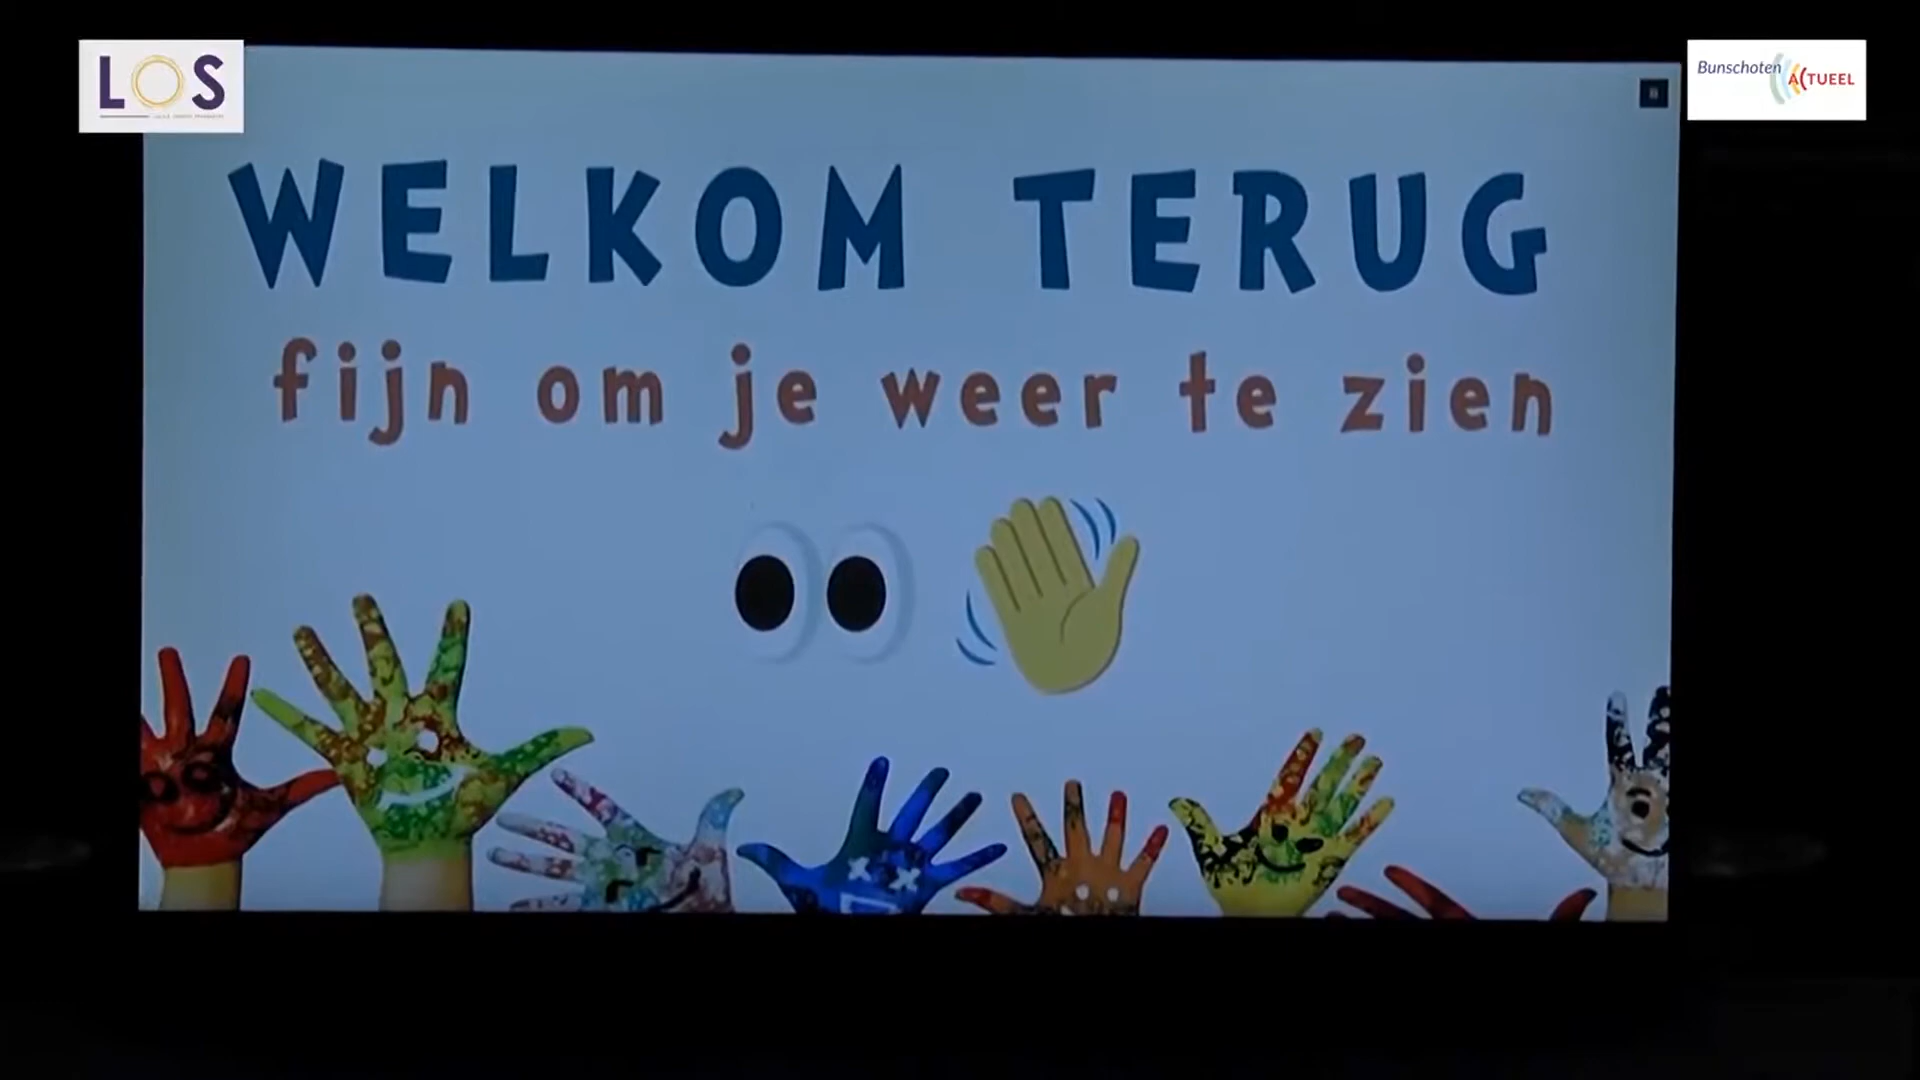 LOS
Bunschoten
ACTUEEL
WELKOM TERUG
fijn om je weer te zien